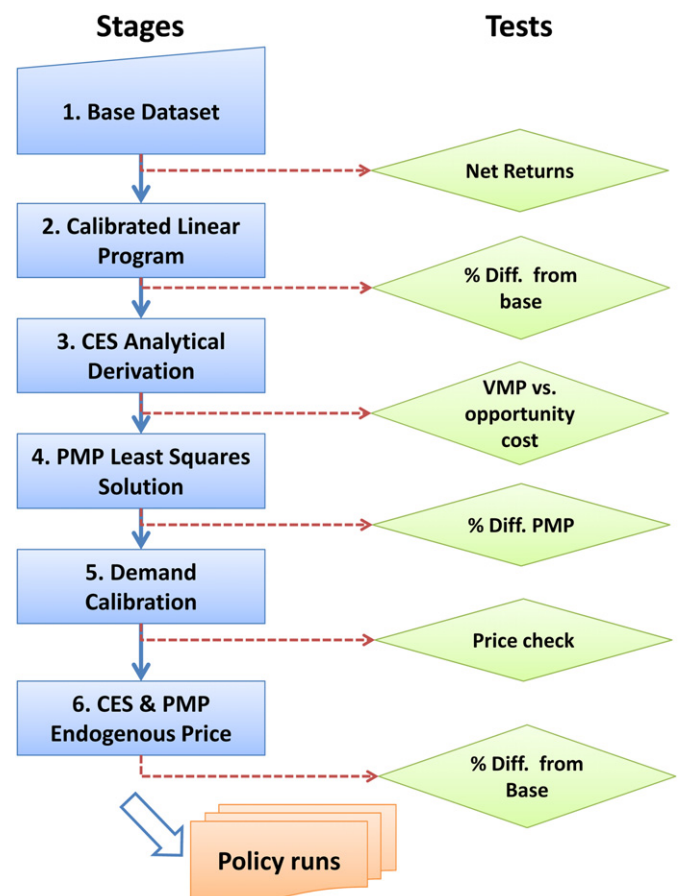 Stages
Tests
1. Base Dataset
Net Returns
2. Calibrated Linear
Program
% Diff. from
base
3. CES Analytical
Derivation
VMP vs.
opportunity
cost
4. PMP Least Squares
Solution
% Diff. PMP
5. Demand
Calibration
Price check
6. CES & PMP
Endogenous Price
% Diff. from
Base
Policy runs